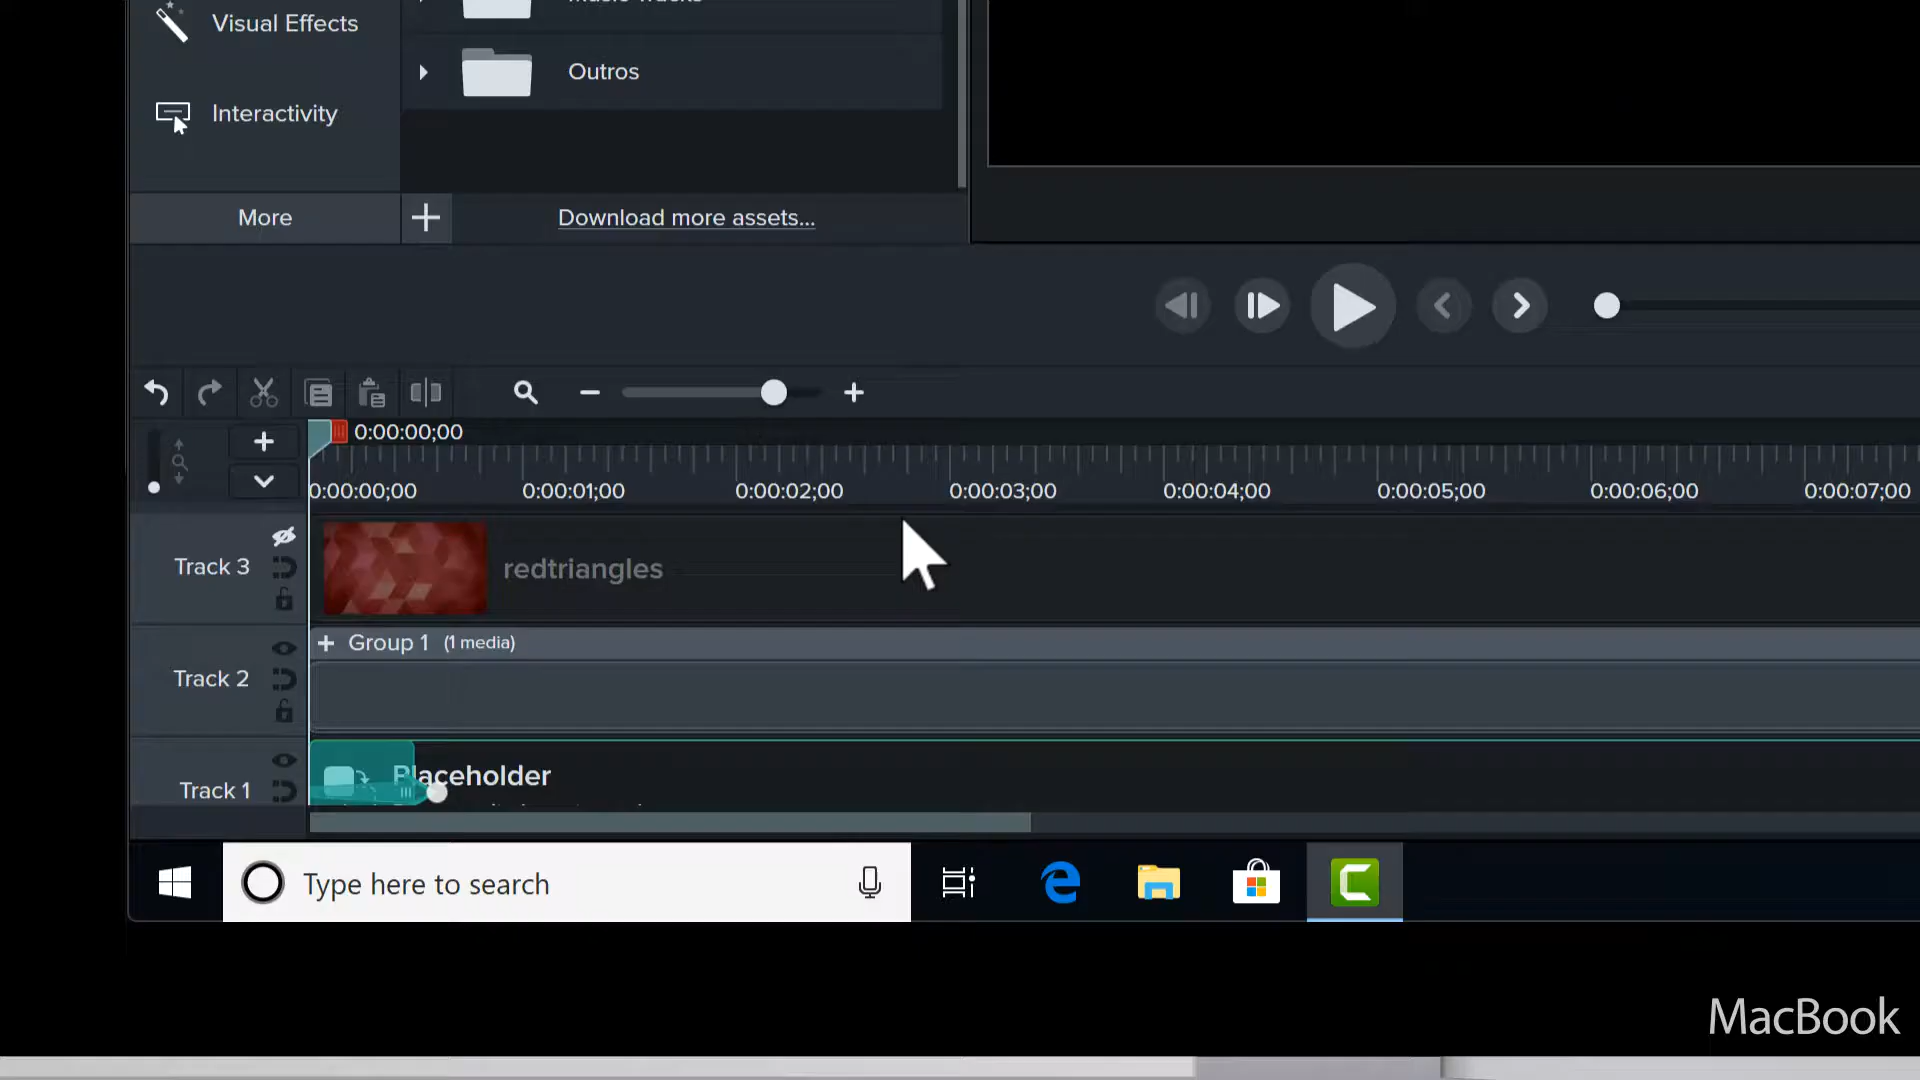 Visual Effects
Outros
Interactivity
More
Download more assets...
0:00:00;00
0:00:00;00 0:00:01;00 0:00:02;00 0:00:03;00 0:00:04;00 0:00:05;00 0:00:06;00 0:00:07;00
Track 3
redtriangles
Group 1 (1 media)
Track 2
Placeholder
Track 1
Type here to search
MacBook